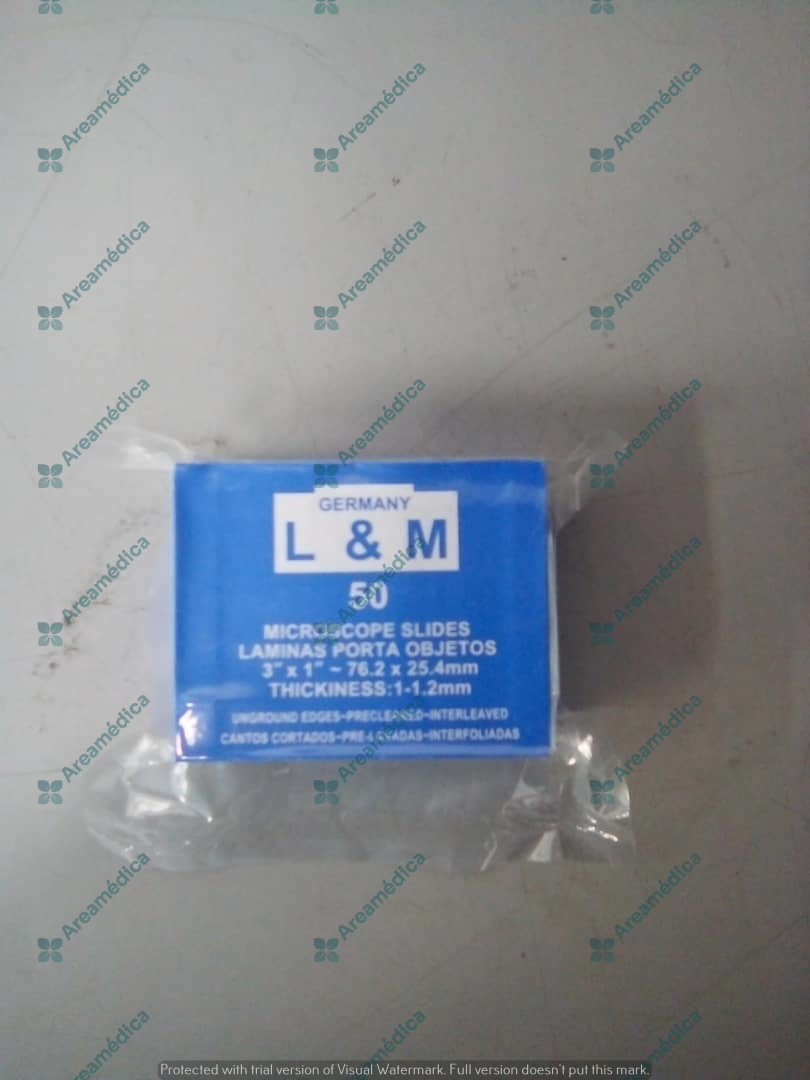 GERMANY
L & M
50
MICROSCOPE SLIDES
LAMINAS PORTA OBJETOS
3" x 1" ~ 76.2 x 25.4mm
THICKINESS:1-1.2mm
UNGROUND EDGES-PRECLEANED-INTERLEAVED
CANTOS CORTADOS-PRE-LAVADAS-INTERFOLIADAS
Areamédica
Protected with trial version of Visual Watermark. Full version doesn't put this mark.